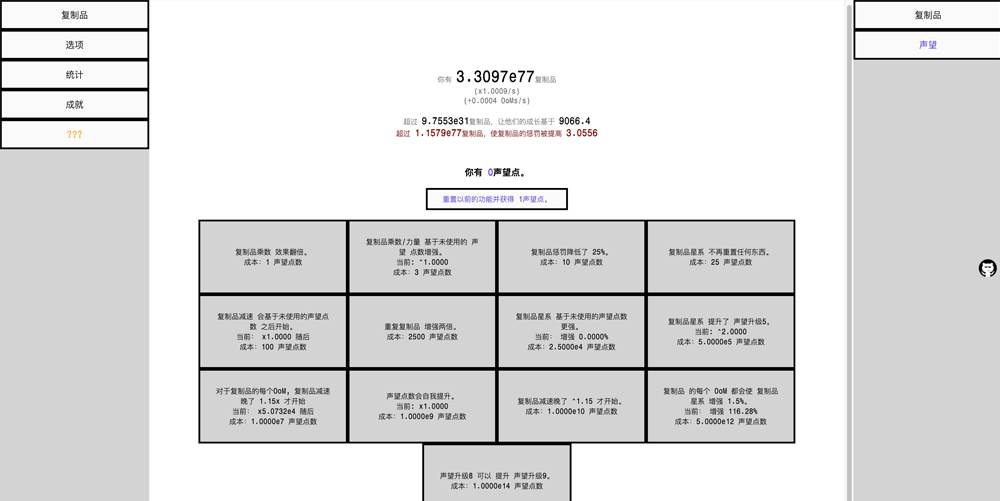 复制品
选项
统计
成就
???
你有 3.3097e77复制品
(x1.0009/s)
(+0.0004 OoMs/s)
超过 9.7553e31复制品, 让他们的成长基于 9066.4
超过 1.1579e77复制品, 使复制品的惩罚被提高 3.0556
你有 0声望点。
重置以前的功能并获得 1声望点。
复制品乘数 效果翻倍。
成本: 1 声望点数
复制品乘数/力量 基于未使用的 声
望 点数增强。
当前: ^1.0000
成本: 3 声望点数
复制品惩罚降低了 25%。
成本: 10 声望点数
复制品星系 不再重置任何东西。
成本: 25 声望点数
复制品减速 会基于未使用的声望点
数 之后开始。
当前: x1.0000 随后
成本: 100 声望点数
重复复制品 增强两倍。
成本: 2500 声望点数
复制品星系 基于未使用的声望点数
更强。
当前: 增强 0.0000%
成本: 2.5000e4 声望点数
复制品星系 提升了 声望升级5。
当前: ^2.0000
成本: 5.0000e5 声望点数
对于复制品的每个OoM, 复制品减速
晚了 1.15x 才开始
当前: x5.0732e4 随后
成本: 1.0000e7 声望点数
声望点数会自我提升。
当前: x1.0000
成本: 1.0000e9 声望点数
复制品减速晚了 ^1.15 才开始。
成本: 1.0000e10 声望点数
复制品 的每个 OoM 都会使 复制品
星系 增强 1.5%。
当前: 增强 116.28%
成本: 5.0000e12 声望点数
声望升级8 可以 提升 声望升级9。
成本: 1.0000e14 声望点数
复制品
声望